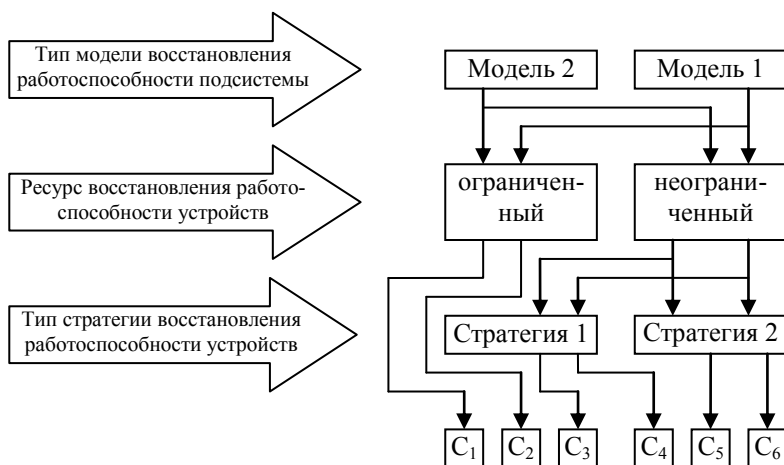 Тип модели восстановления
работоспособности подсистемы
Модель 2
Модель 1
Ресурс восстановления работо-
способности устройств
ограничен-
ный
неограни-
ченный
Тип стратегии восстановления
работоспособности устройств
Стратегия 1
Стратегия 2
C₁
C₂
C₃
C₄
C₅
C₆